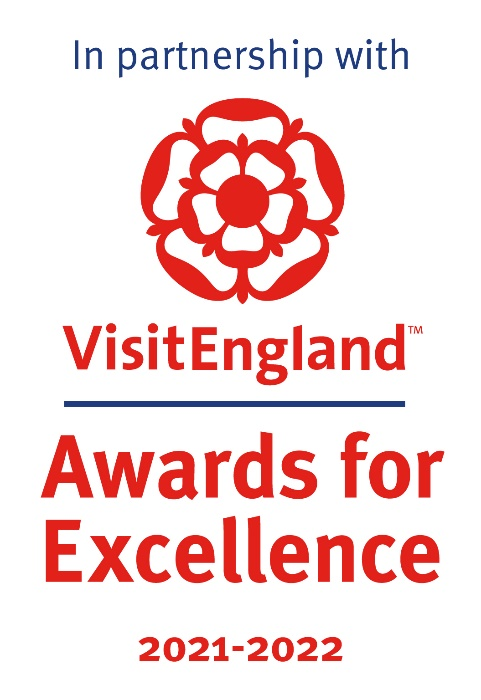 In partnership with
VisitEngland™
Awards for
Excellence
2021-2022